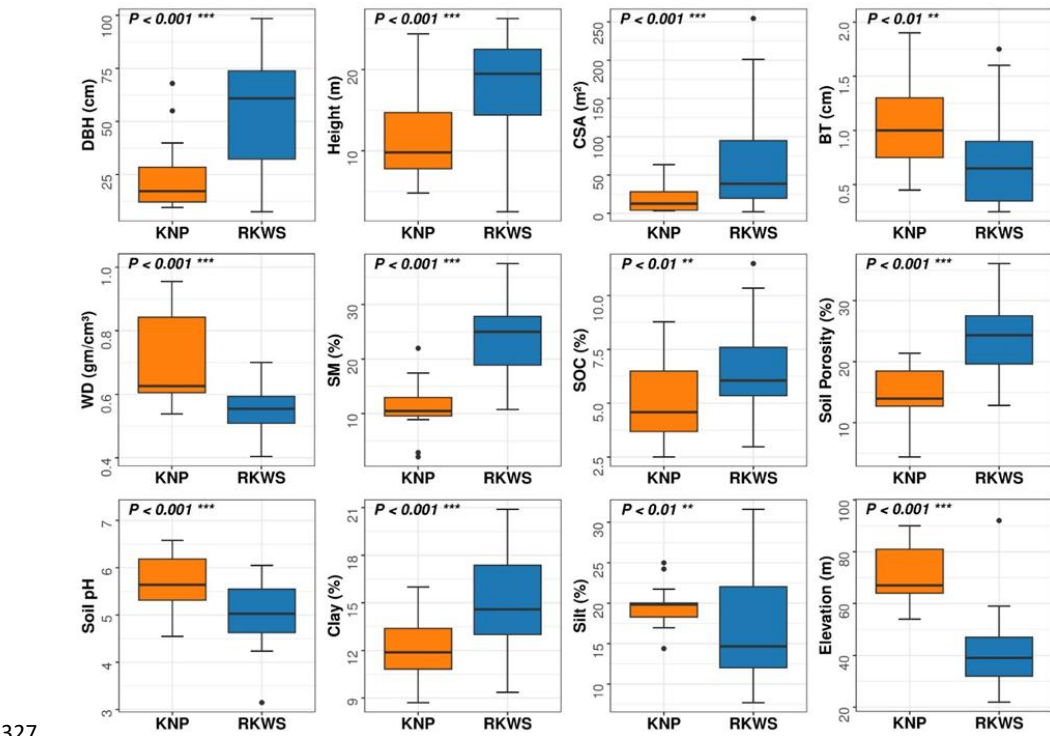 P < 0.001 ***
DBH (cm)
25 50 75 100
KNP RKWS
P < 0.001 ***
Height (m)
10 20
KNP RKWS
P < 0.001 ***
CSA (m²)
0 50 100 150 200 250
KNP RKWS
P < 0.01 **
BT (cm)
0.5 1.0 1.5 2.0
KNP RKWS
P < 0.001 ***
WD (gm/cm³)
0.4 0.6 0.8 1.0
KNP RKWS
P < 0.001 ***
SM (%)
10 20 30
KNP RKWS
P < 0.01 **
SOC (%)
2.5 5.0 7.5 10.0
KNP RKWS
P < 0.001 ***
Soil Porosity (%)
10 20 30
KNP RKWS
P < 0.001 ***
Soil pH
3 4 5 6 7
KNP RKWS
P < 0.001 ***
Clay (%)
9 12 15 18 21
KNP RKWS
P < 0.01 **
Silt (%)
10 15 20 25 30
KNP RKWS
P < 0.001 ***
Elevation (m)
20 40 60 80 100
KNP RKWS
327